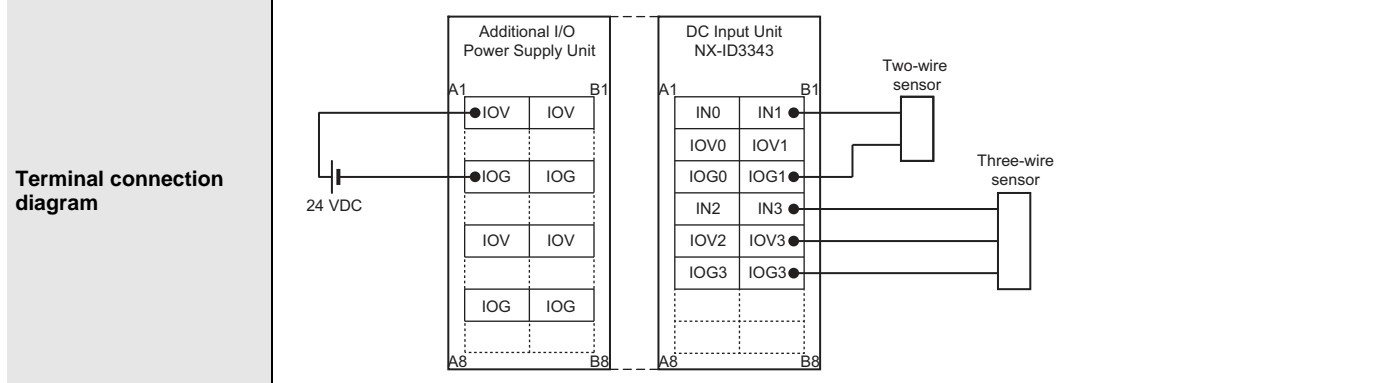 Terminal connection
diagram
Additional I/O
Power Supply Unit
A1
B1
IOV IOV
IOG IOG
IOV IOV
IOG IOG
A8
B8
24 VDC
DC Input Unit
NX-ID3343
A1
B1
IN0 IN1
IOV0 IOV1
IOG0 IOG1
IN2 IN3
IOV2 IOV3
IOG3 IOG3
A8
B8
Two-wire
sensor
Three-wire
sensor